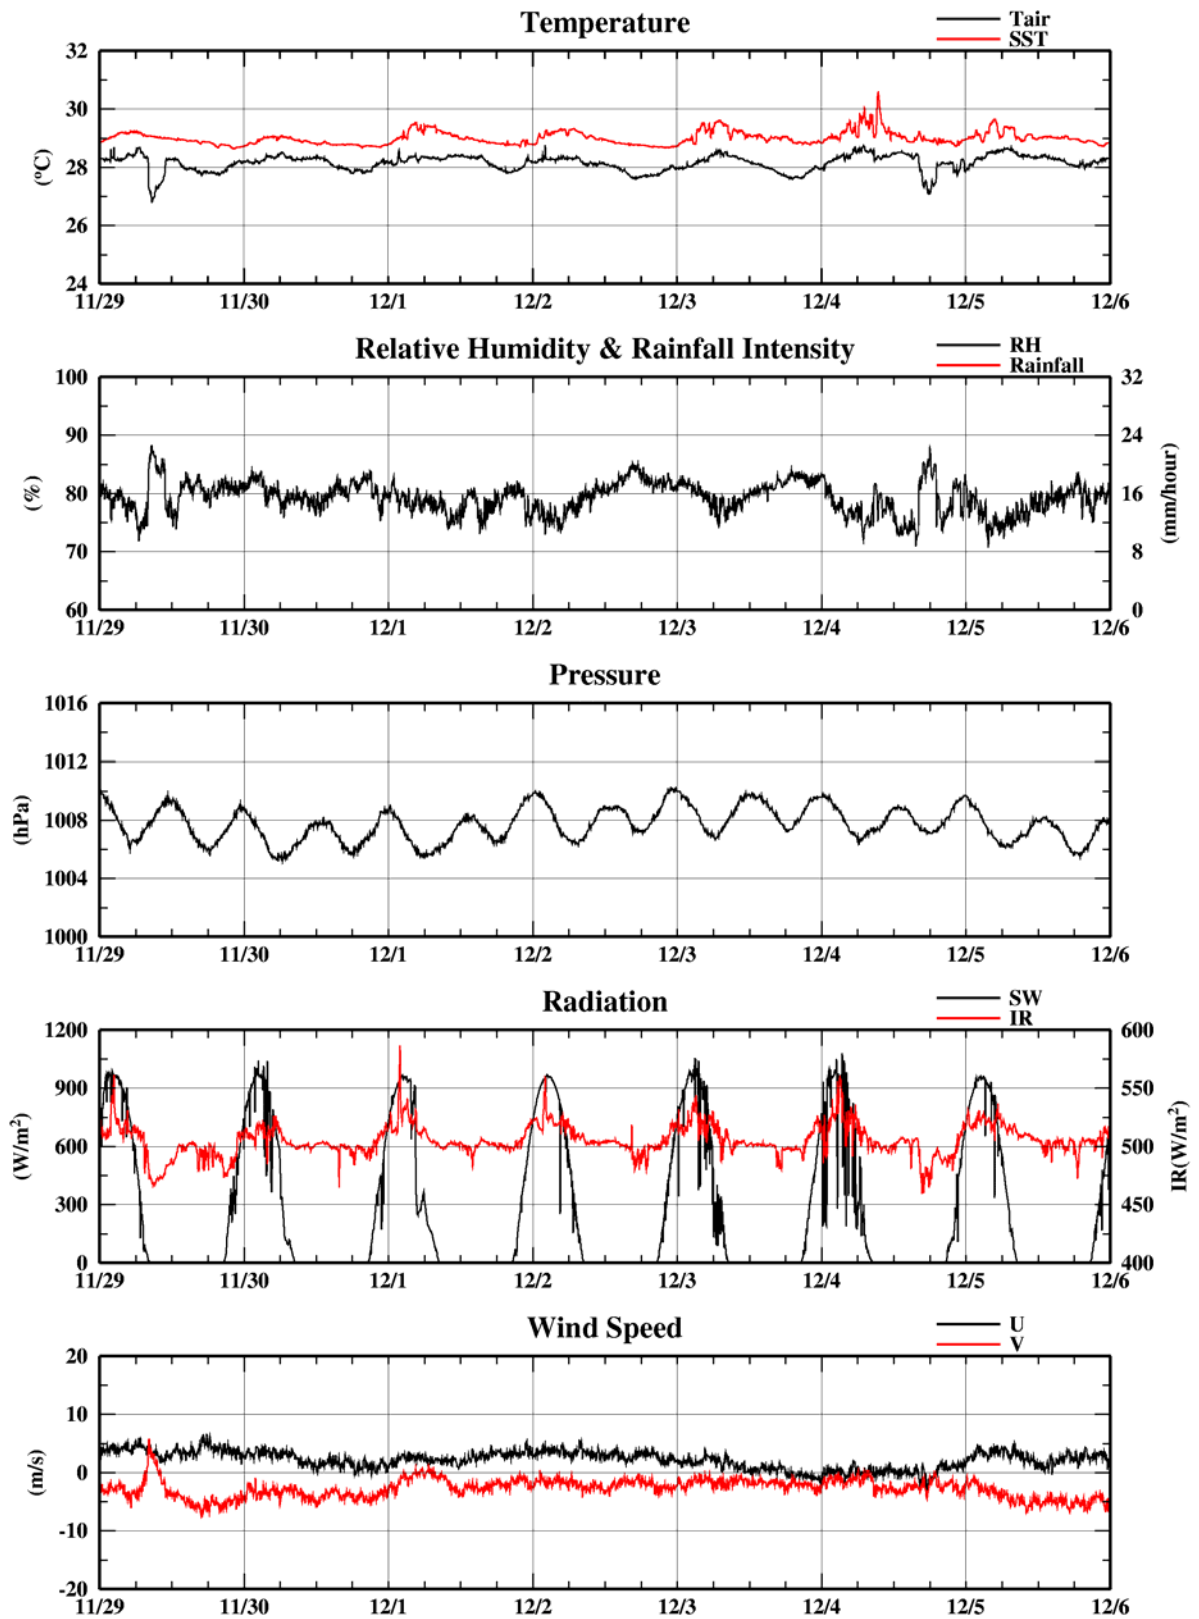 Temperature
Tair
SST
32
30
28
26
24
(°C)
11/29 11/30 12/1 12/2 12/3 12/4 12/5 12/6
Relative Humidity & Rainfall Intensity
RH
Rainfall
100 32
90 24
80 16
70 8
60 0
(%)
(mm/hour)
11/29 11/30 12/1 12/2 12/3 12/4 12/5 12/6
Pressure
1016
1012
1008
1004
1000
(hPa)
11/29 11/30 12/1 12/2 12/3 12/4 12/5 12/6
Radiation
SW
IR
1200 600
900 550
600 500
300 450
0 400
(W/m²)
IR(W/m²)
11/29 11/30 12/1 12/2 12/3 12/4 12/5 12/6
Wind Speed
U
V
20
10
0
-10
-20
(m/s)
11/29 11/30 12/1 12/2 12/3 12/4 12/5 12/6